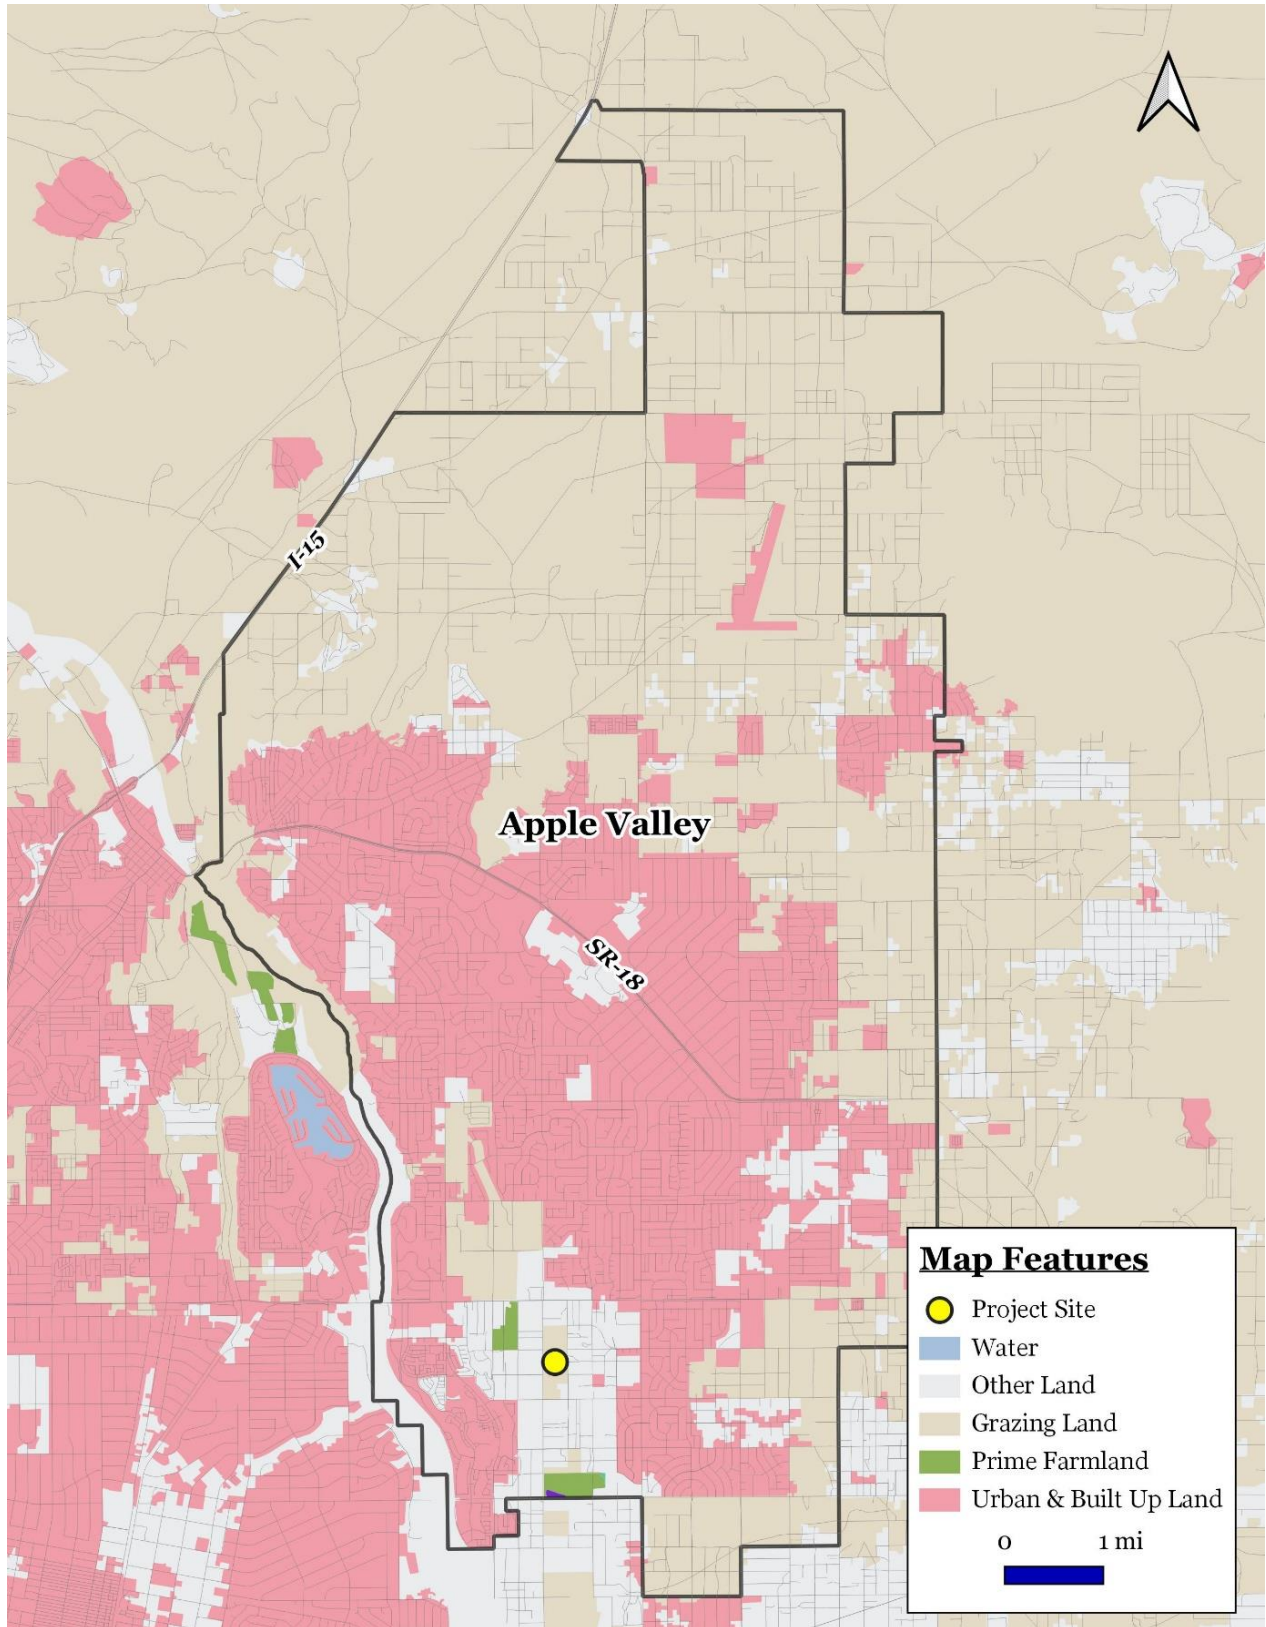 I-15
Apple Valley
SR-18
Map Features
Project Site
Water
Other Land
Grazing Land
Prime Farmland
Urban & Built Up Land
0 1 mi